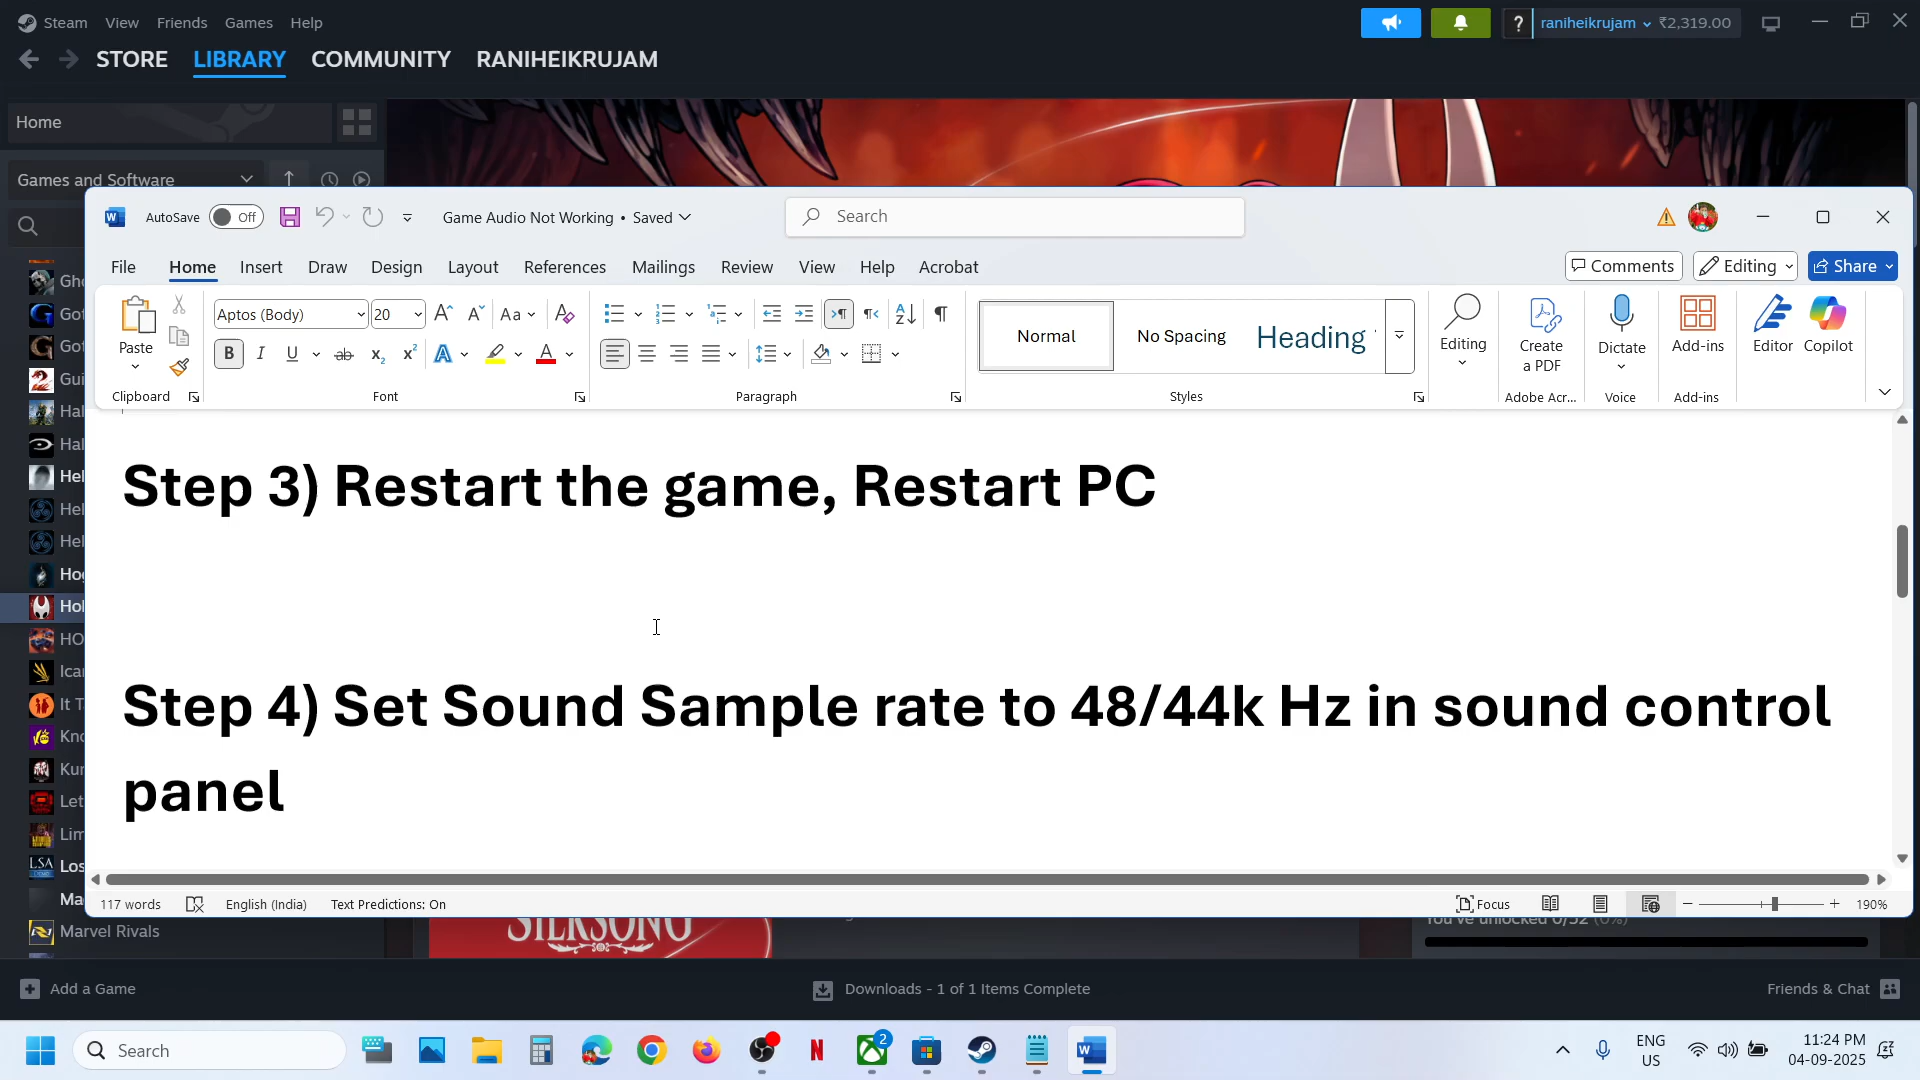 Steam View Friends Games Help
raniheikrujam ₹2,319.00
STORE LIBRARY COMMUNITY RANIHEIKRUJAM
Home
Games and Software
AutoSave Off Game Audio Not Working • Saved Search
File Home Insert Draw Design Layout References Mailings Review View Help Acrobat Comments Editing Share
Paste Aptos (Body) 20 Normal No Spacing Heading Editing Create a PDF Dictate Add-ins Editor Copilot
Clipboard Font Paragraph Styles Adobe Acr... Voice Add-ins
Step 3) Restart the game, Restart PC
Step 4) Set Sound Sample rate to 48/44k Hz in sound control
panel
117 words English (India) Text Predictions: On Focus 190%
SILKSONG
Marvel Rivals
Add a Game Downloads - 1 of 1 Items Complete Friends & Chat
Search 2 ENG US 11:24 PM 04-09-2025